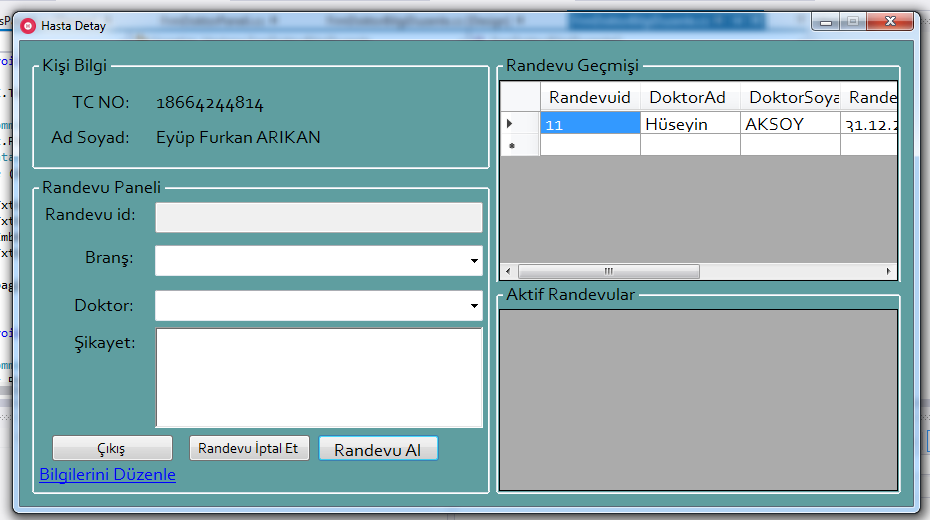 Hasta Detay
Kişi Bilgi
TC NO: 18664244814
Ad Soyad: Eyüp Furkan ARIKAN
Randevu Paneli
Randevu id:
Branş:
Doktor:
Şikayet:
Çıkış Randevu İptal Et Randevu Al
Bilgilerini Düzenle
Randevu Geçmişi
Randevuid DoktorAd DoktorSoya Rande
11 Hüseyin AKSOY 31.12.2
Aktif Randevular